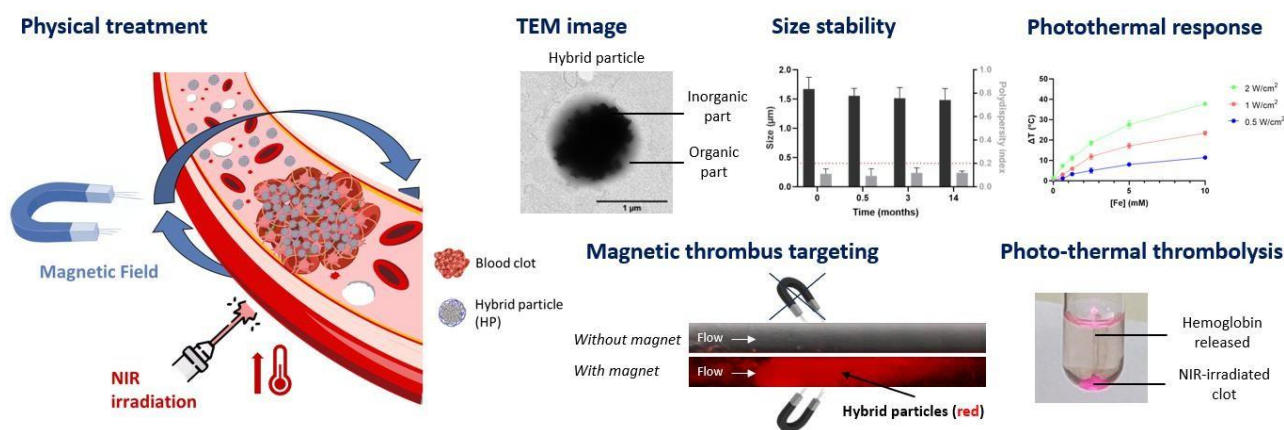 Physical treatment
Magnetic Field
NIR
irradiation
Blood clot
Hybrid particle
(HP)
TEM image
Hybrid particle
Inorganic
part
Organic
part
1 µm
Size stability
Size (µm)
2.0
1.5
1.0
0.5
0.0
Polydispersity index
1.0
0.8
0.6
0.4
0.2
0.0
0 0.5 3 14
Time (months)
Photothermal response
ΔT (°C)
50
40
30
20
10
0
2 W/cm²
1 W/cm²
0.5 W/cm²
0 5 10
[Fe] (mM)
Magnetic thrombus targeting
Without magnet
Flow
With magnet
Flow
Hybrid particles (red)
Photo-thermal thrombolysis
Hemoglobin
released
NIR-irradiated
clot